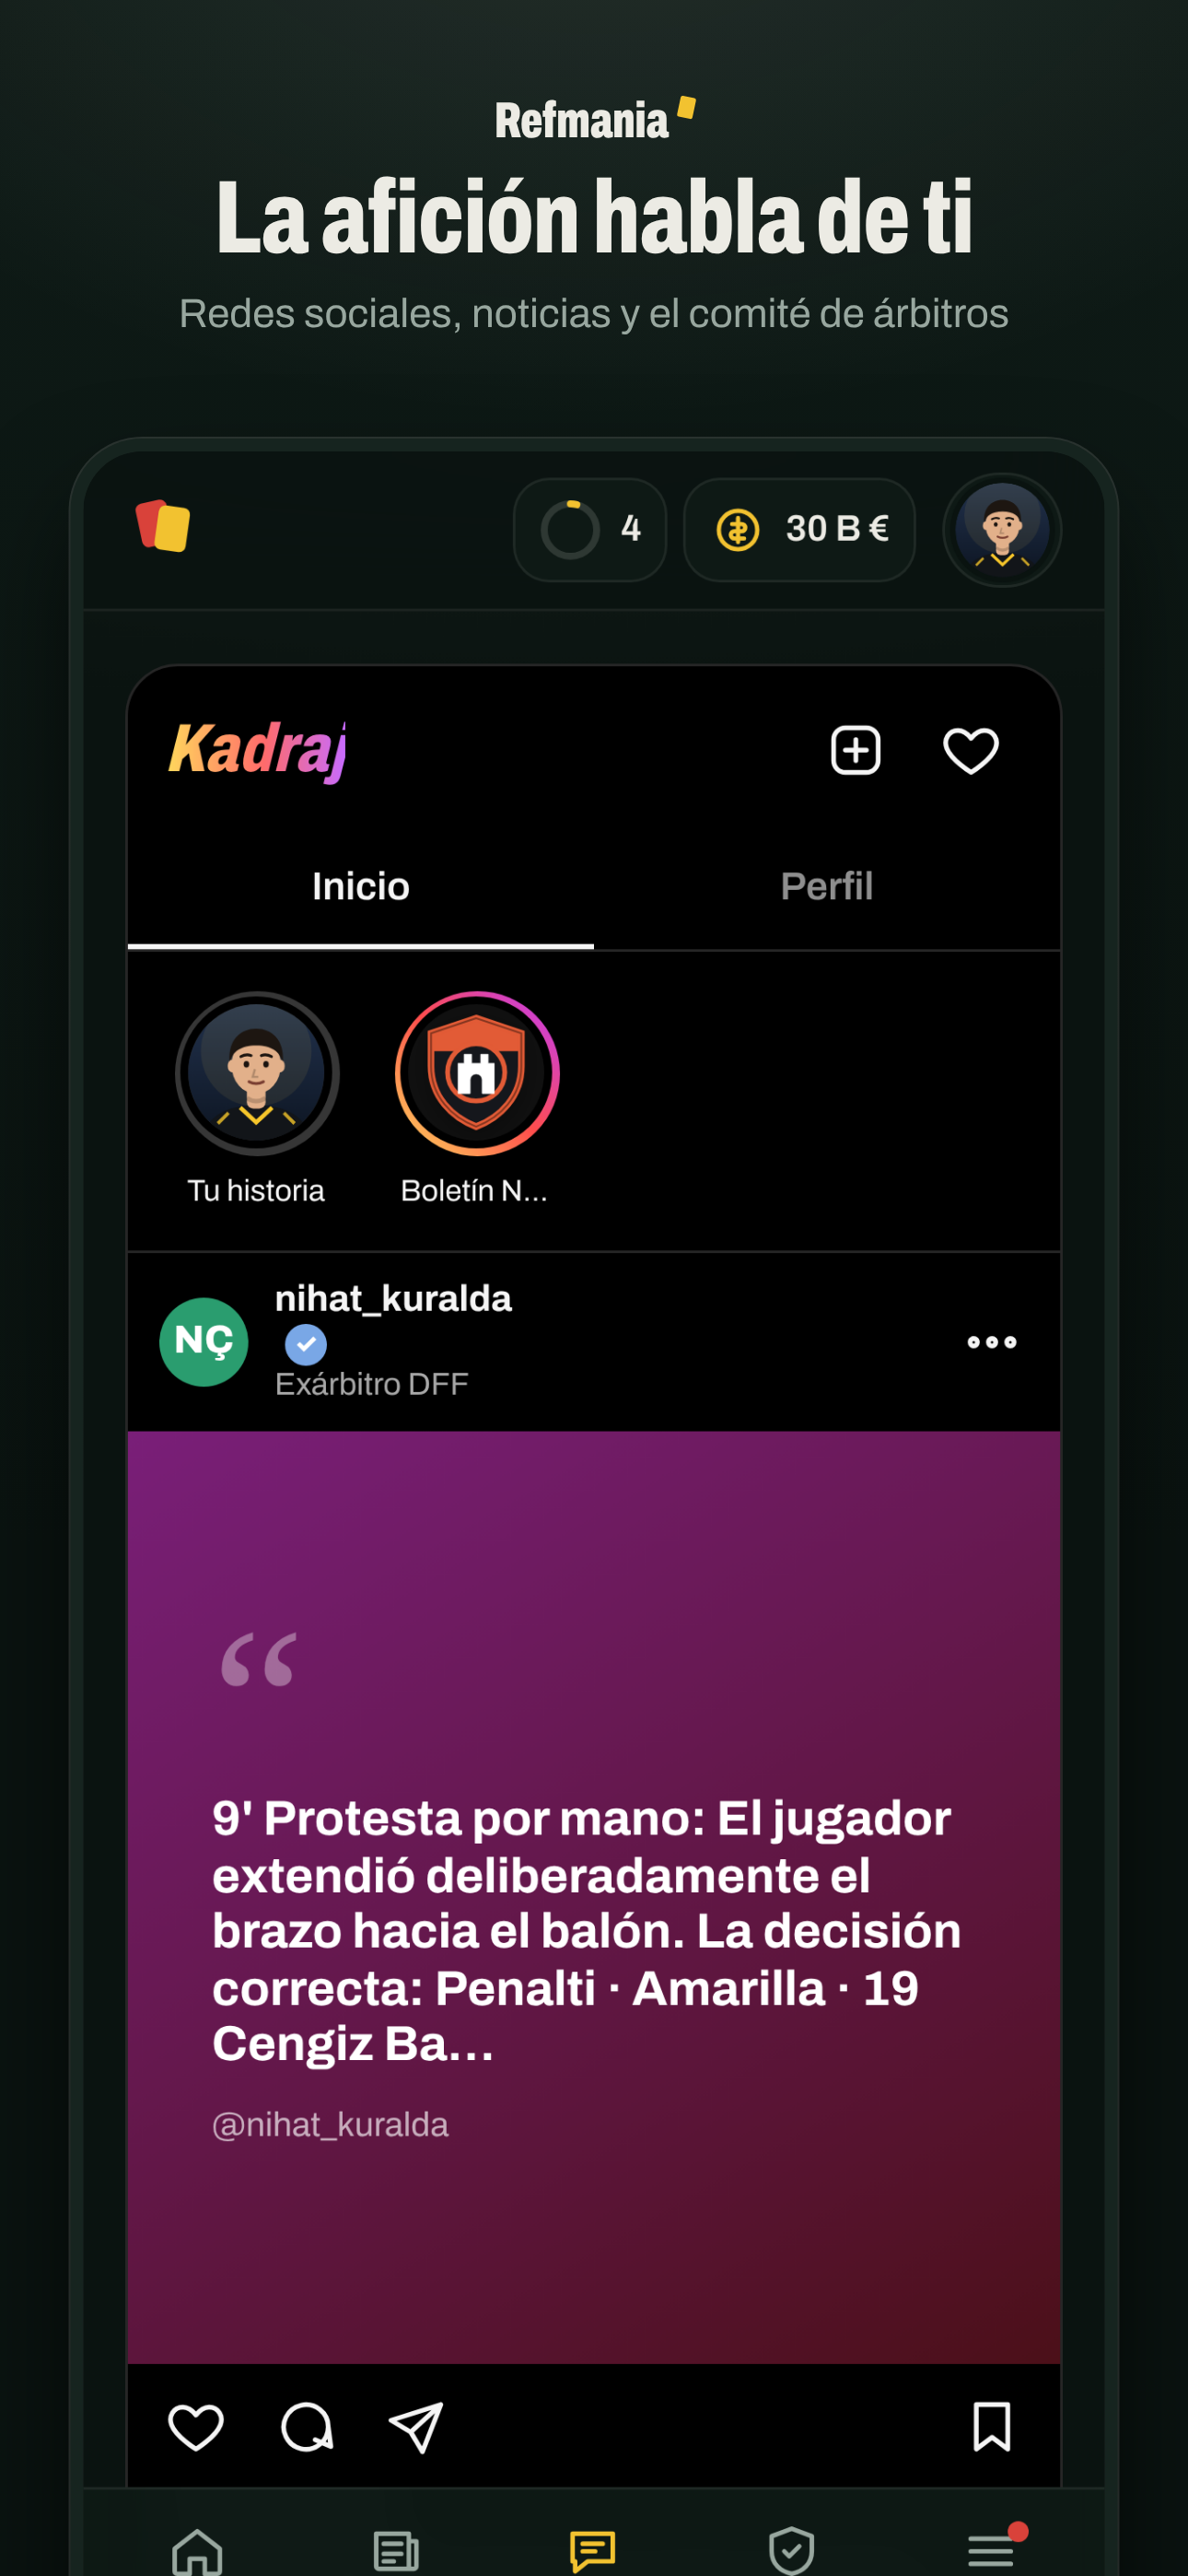 Refmania
La afición habla de ti
Redes sociales, noticias y el comité de árbitros
4
30 B €
Kadraj
Inicio
Perfil
Tu historia
Boletín N...
NÇ
nihat_kuralda
Exárbitro DFF
“
9' Protesta por mano: El jugador
extendió deliberadamente el
brazo hacia el balón. La decisión
correcta: Penalti · Amarilla · 19
Cengiz Ba...
@nihat_kuralda